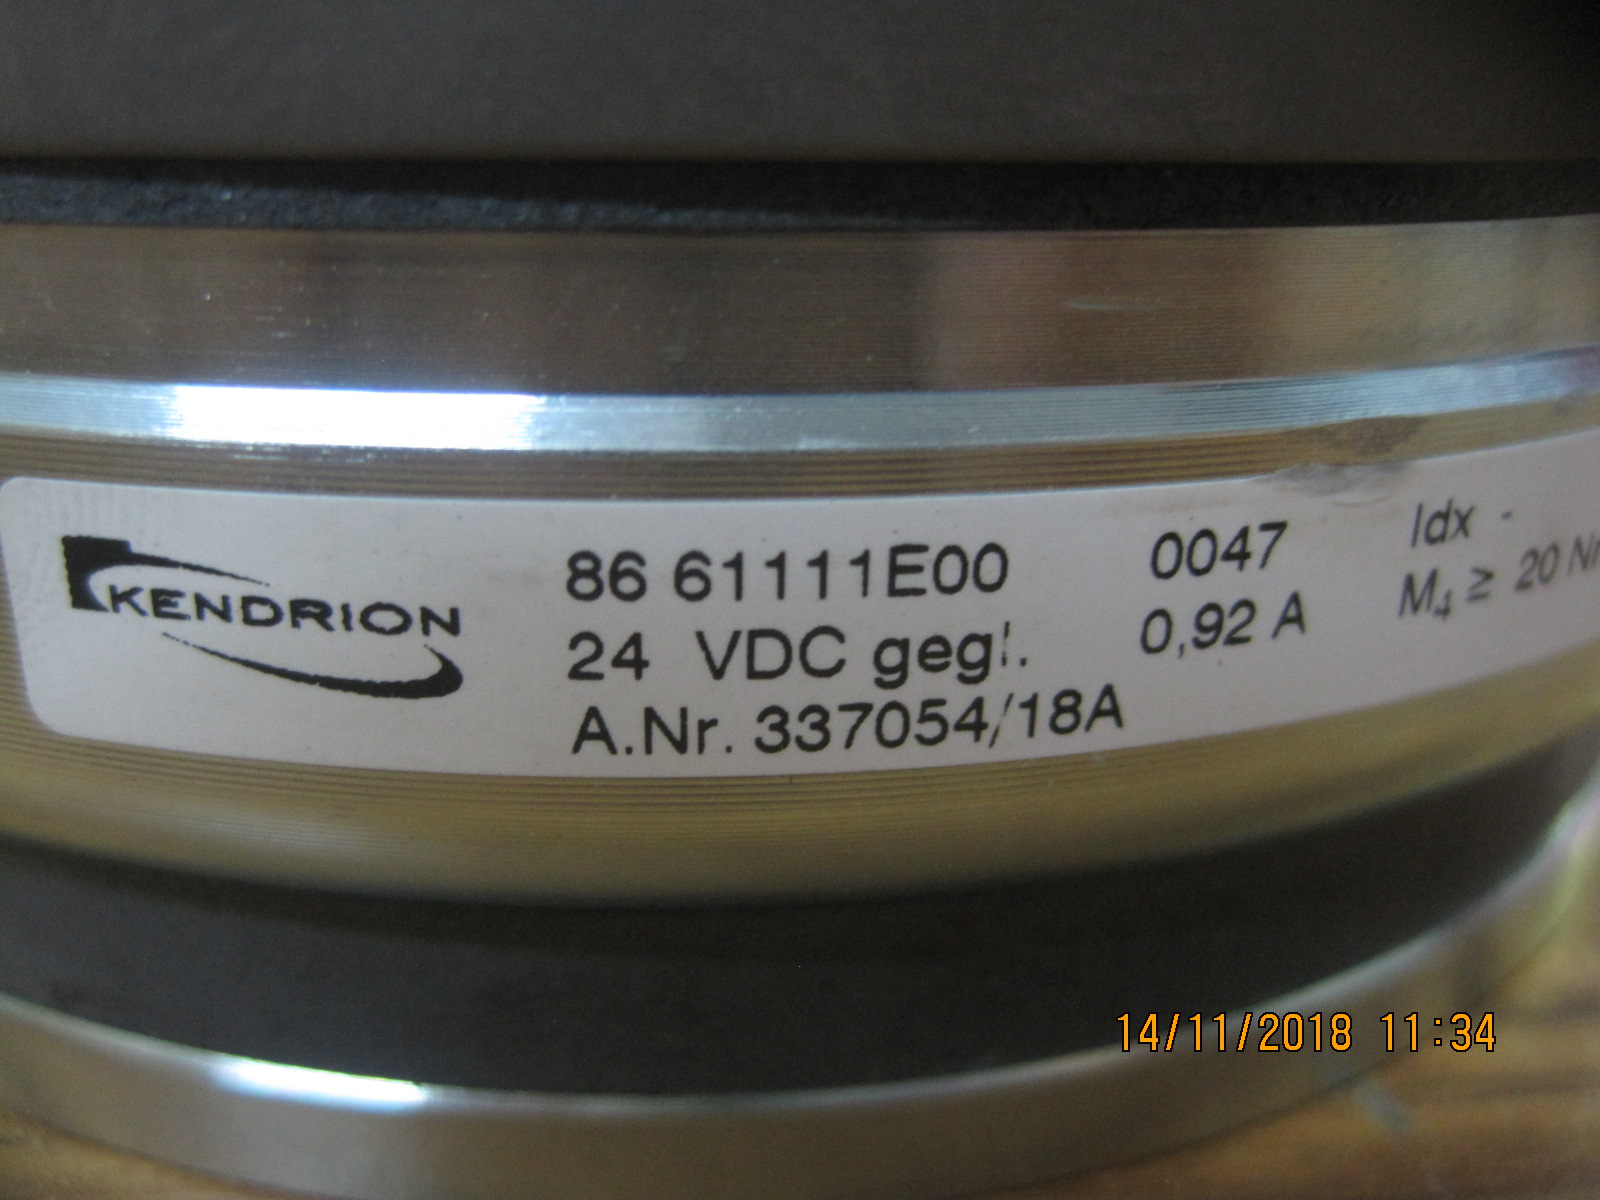 KENDRION
86 61111E00 0047 Idx -
24 VDC gegl. 0,92 A M4 ≥ 20
A.Nr. 337054/18A
14/11/2018 11:34